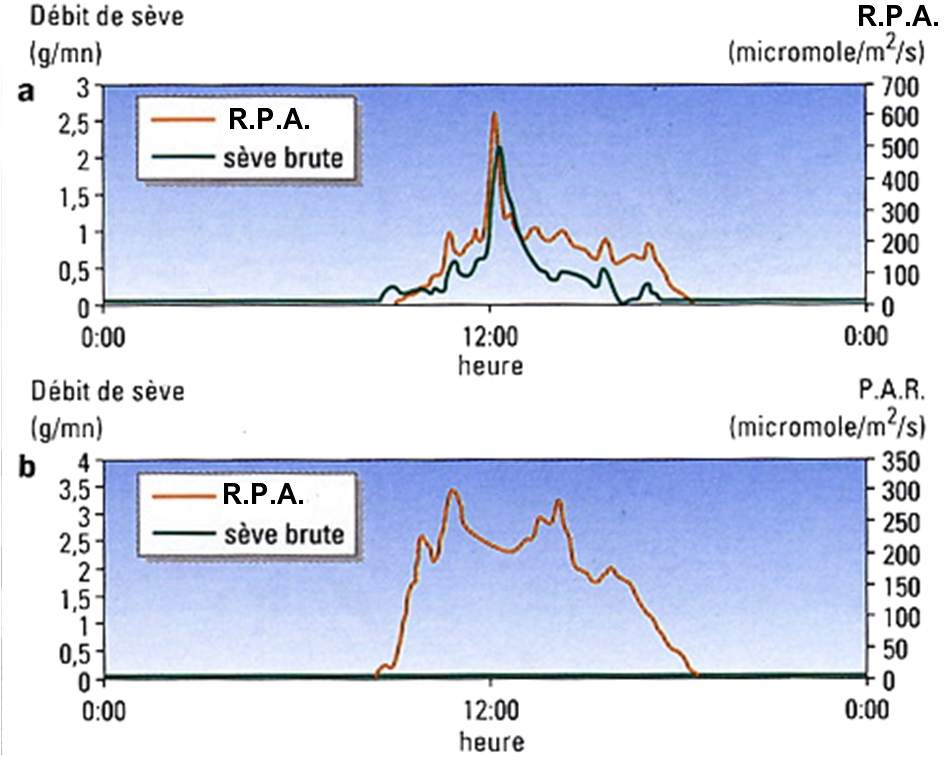 Débit de sève R.P.A.
(g/mn) (micromole/m²/s)
a 3 700
R.P.A. 600
2,5 500
sève brute
2 400
1,5 300
1 200
0,5 100
0 0
0:00 12:00 0:00
heure
Débit de sève P.A.R.
(g/mn) (micromole/m²/s)
b 4 350
3,5 R.P.A. 300
3 sève brute 250
2,5 200
2 150
1,5 100
1 50
0,5
0 0
0:00 12:00 0:00
heure